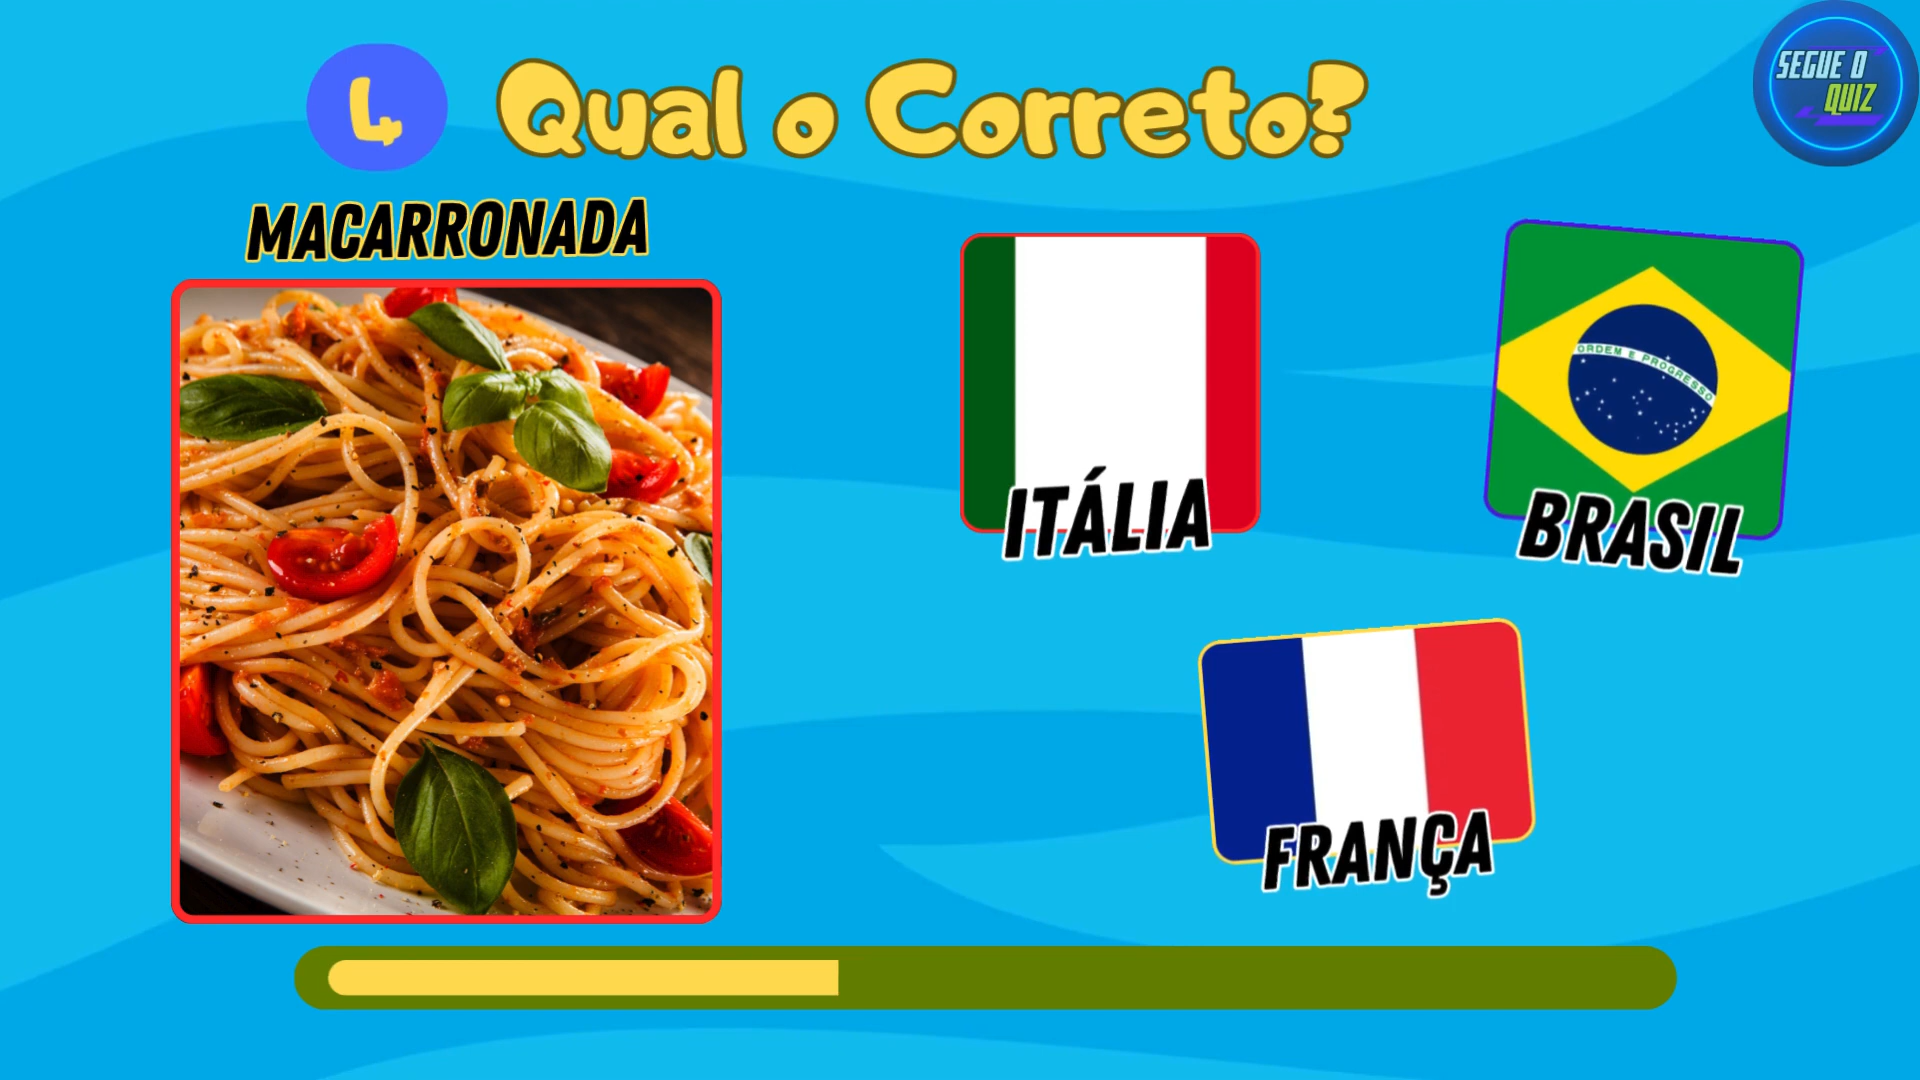 4 Qual o Correto?
SEGUE O
QUIZ
MACARRONADA
ITÁLIA
ORDEM E PROGRESSO
BRASIL
FRANÇA